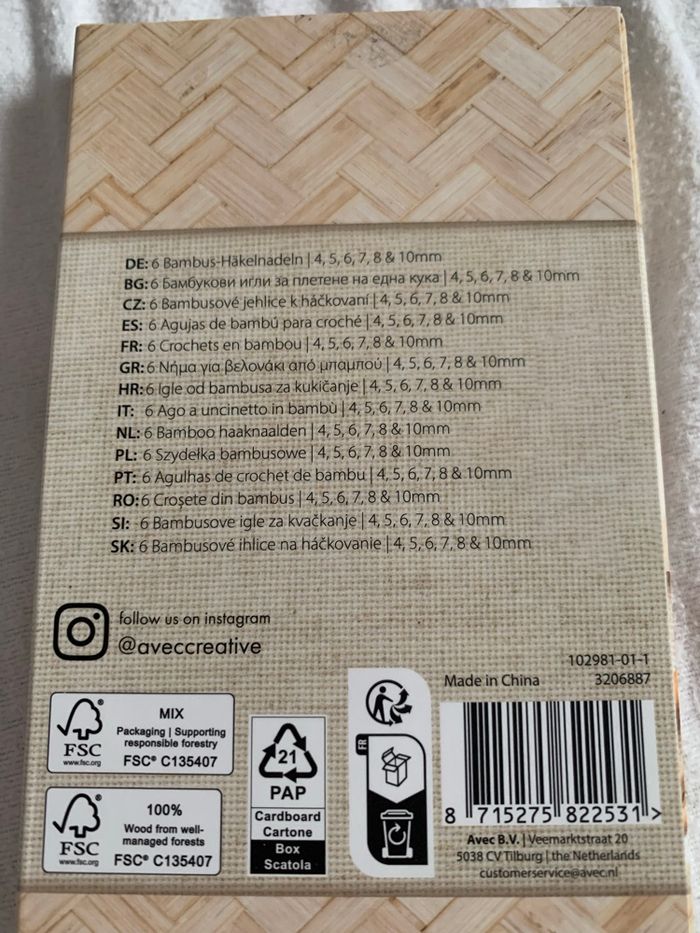 DE: 6 Bambus-Häkelnadeln | 4, 5, 6, 7, 8 & 10mm
BG: 6 Бамбукови игли за плетене на една кука | 4, 5, 6, 7, 8 & 10mm
CZ: 6 Bambusové jehlice k háčkovaní | 4, 5, 6, 7, 8 & 10mm
ES: 6 Agujas de bambú para croché | 4, 5, 6, 7, 8 & 10mm
FR: 6 Crochets en bambou | 4, 5, 6, 7, 8 & 10mm
GR: 6 Νήμα για βελονάκι από μπαμπού | 4, 5, 6, 7, 8 & 10mm
HR: 6 Igle od bambusa za kukičanje | 4, 5, 6, 7, 8 & 10mm
IT: 6 Ago a uncinetto in bambù | 4, 5, 6, 7, 8 & 10mm
NL: 6 Bamboo haaknaalden | 4, 5, 6, 7, 8 & 10mm
PL: 6 Szydełka bambusowe | 4, 5, 6, 7, 8 & 10mm
PT: 6 Agulhas de crochet de bambu | 4, 5, 6, 7, 8 & 10mm
RO: 6 Croșete din bambus | 4, 5, 6, 7, 8 & 10mm
SI: 6 Bambusove igle za kvačkanje | 4, 5, 6, 7, 8 & 10mm
SK: 6 Bambusové ihlice na háčkovanie | 4, 5, 6, 7, 8 & 10mm
follow us on instagram
@aveccreative
FSC
www.fsc.org
MIX
Packaging | Supporting
responsible forestry
FSC® C135407
FSC
www.fsc.org
100%
Wood from well-
managed forests
FSC® C135407
21
PAP
Cardboard
Cartone
Box
Scatola
FR
102981-01-1
Made in China 3206887
8 715275 822531 >
Avec B.V. | Veemarktstraat 20
5038 CV Tilburg | the Netherlands
customerservice@avec.nl